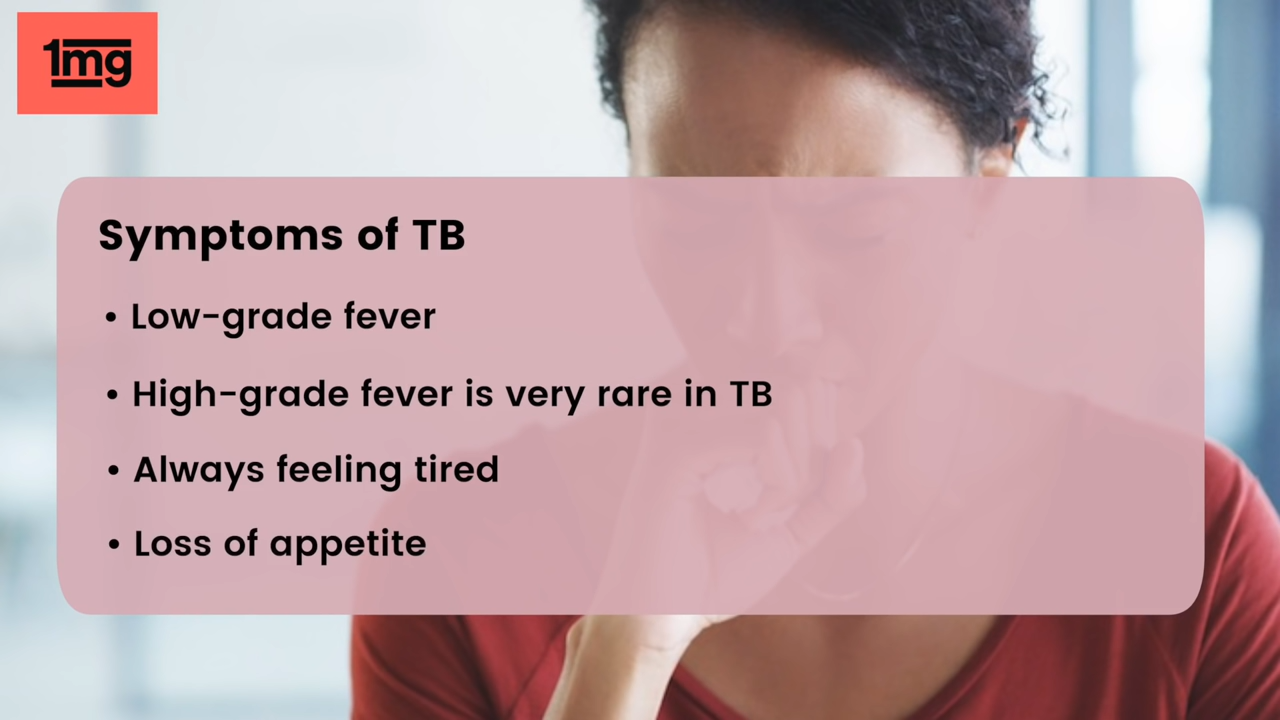 1mg
Symptoms of TB
• Low-grade fever
• High-grade fever is very rare in TB
• Always feeling tired
• Loss of appetite